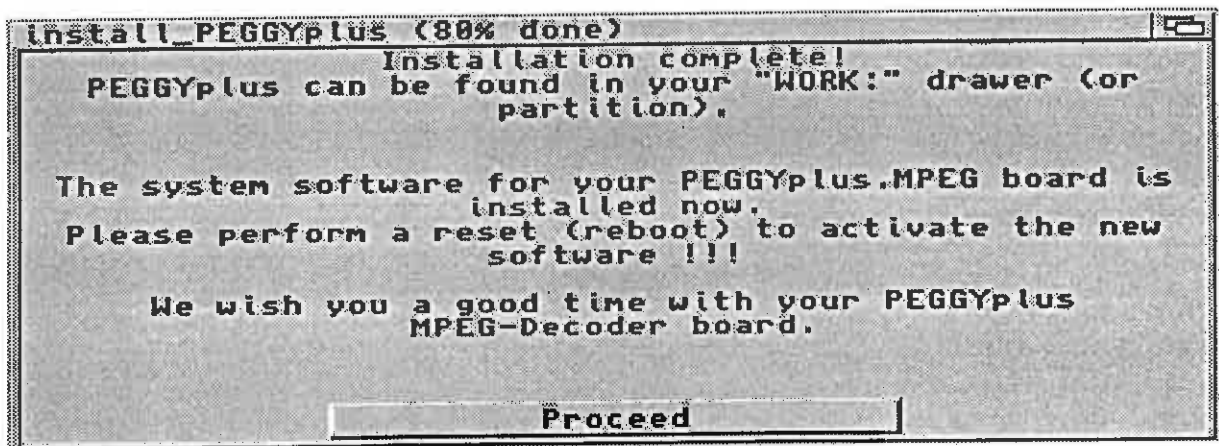 install_PEGGYplus (80% done)
Installation complete!
PEGGYplus can be found in your "WORK:" drawer (or
partition).
The system software for your PEGGYplus.MPEG board is
installed now.
Please perform a reset (reboot) to activate the new
software !!!
We wish you a good time with your PEGGYplus
MPEG-Decoder board.
Proceed